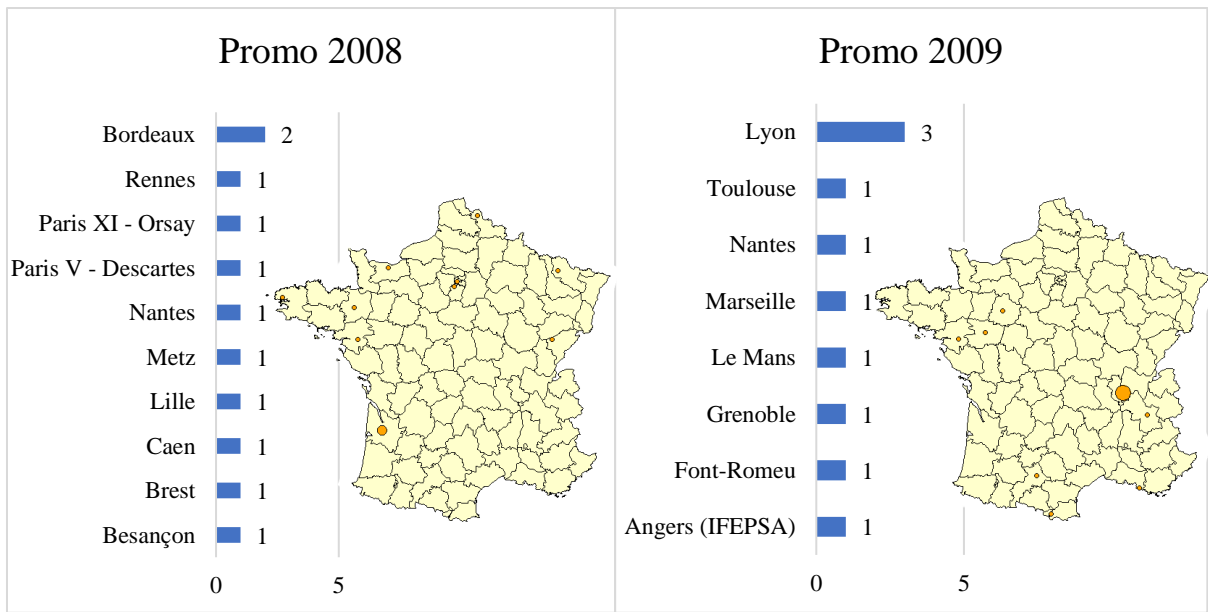 Promo 2008
Bordeaux 2
Rennes 1
Paris XI - Orsay 1
Paris V - Descartes 1
Nantes 1
Metz 1
Lille 1
Caen 1
Brest 1
Besançon 1
0 5
Promo 2009
Lyon 3
Toulouse 1
Nantes 1
Marseille 1
Le Mans 1
Grenoble 1
Font-Romeu 1
Angers (IFEPSA) 1
0 5